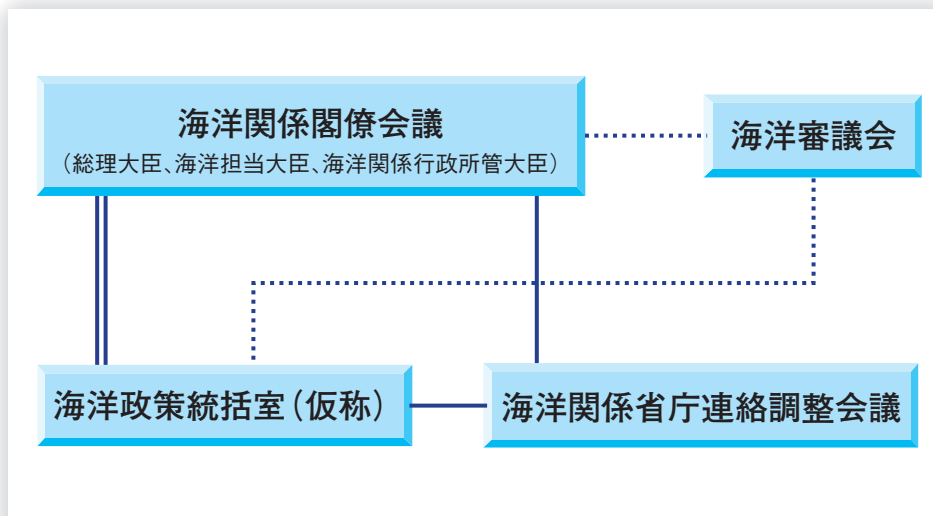 海洋関係閣僚会議
（総理大臣、海洋担当大臣、海洋関係行政所管大臣）
海洋審議会
海洋政策統括室（仮称）
海洋関係省庁連絡調整会議